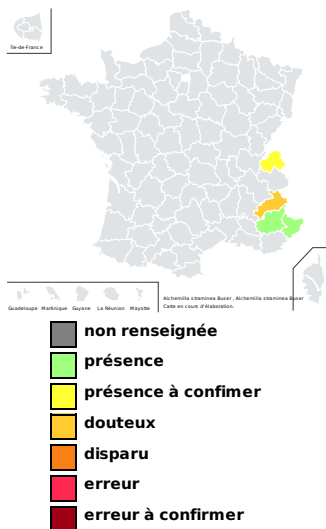 Île-de-France
Guadeloupe Martinique Guyane La Réunion Mayotte
Alchemilla straminea Buser , Alchemilla straminea Buser
Carte en cours d'élaboration.
non renseignée
présence
présence à confimer
douteux
disparu
erreur
erreur à confirmer